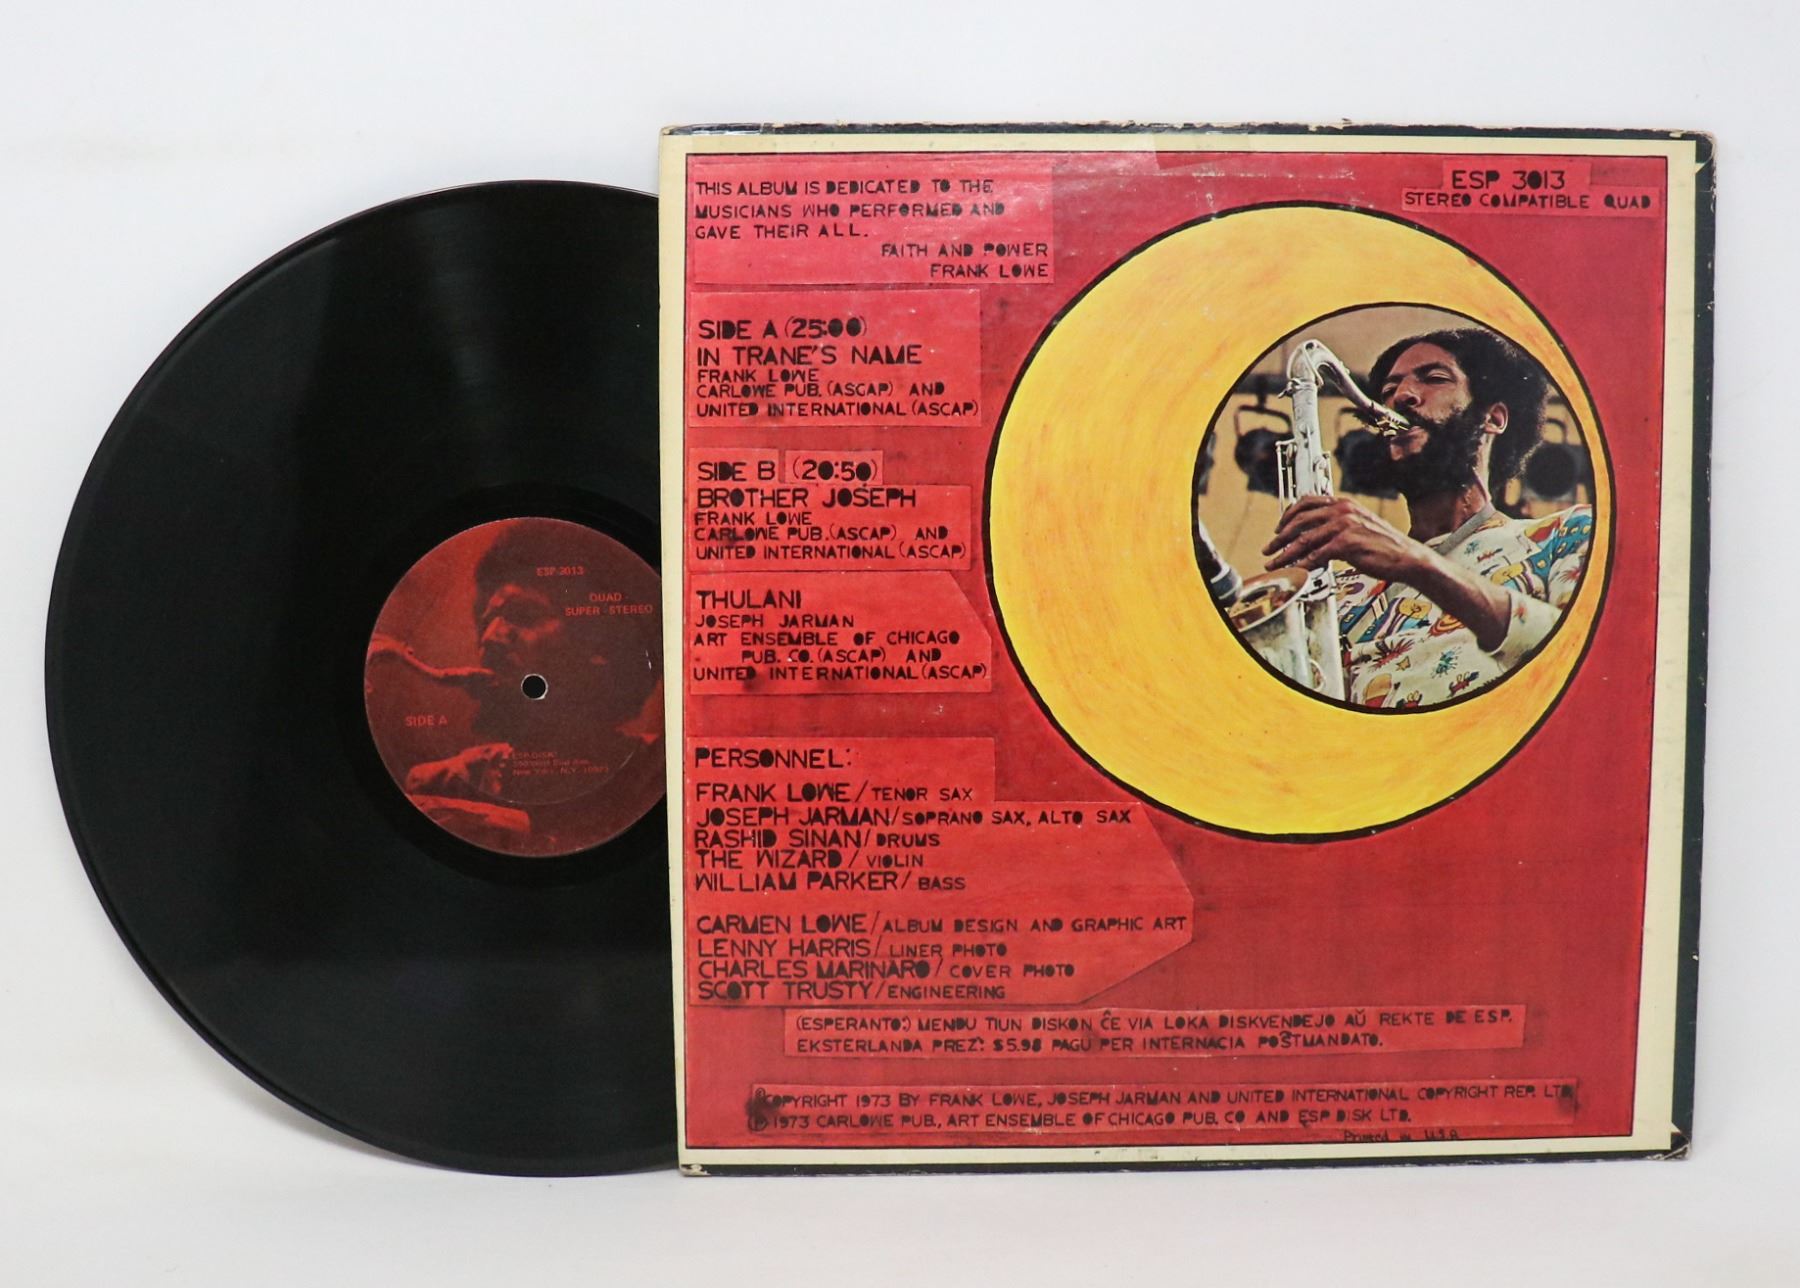 ESP-3013
QUAD -
SUPER - STEREO
SIDE A
ESP-DISK'
New York, N.Y.
THIS ALBUM IS DEDICATED TO THE
MUSICIANS WHO PERFORMED AND
GAVE THEIR ALL.
FAITH AND POWER
FRANK LOWE
ESP 3013
STEREO COMPATIBLE QUAD
SIDE A (25:00)
IN TRANE'S NAME
FRANK LOWE
CARLOWE PUB. (ASCAP) AND
UNITED INTERNATIONAL (ASCAP)
SIDE B (20:50)
BROTHER JOSEPH
FRANK LOWE
CARLOWE PUB. (ASCAP) AND
UNITED INTERNATIONAL (ASCAP)
THULANI
JOSEPH JARMAN
ART ENSEMBLE OF CHICAGO
PUB. CO. (ASCAP) AND
UNITED INTERNATIONAL (ASCAP)
PERSONNEL:
FRANK LOWE/TENOR SAX
JOSEPH JARMAN/SOPRANO SAX, ALTO SAX
RASHID SINAN/DRUMS
THE WIZARD/VIOLIN
WILLIAM PARKER/BASS
CARMEN LOWE/ALBUM DESIGN AND GRAPHIC ART
LENNY HARRIS/LINER PHOTO
CHARLES MARINARO/COVER PHOTO
SCOTT TRUSTY/ENGINEERING
(ESPERANTO:) MENDU TIUN DISKON ĈE VIA LOKA DISKVENDEJO AŬ REKTE DE ESP.
EKSTERLANDA PREZ: $5.98 PAGU PER INTERNACIA POŜTMANDATO.
©COPYRIGHT 1973 BY FRANK LOWE, JOSEPH JARMAN AND UNITED INTERNATIONAL COPYRIGHT REP. LTD.
℗ 1973 CARLOWE PUB., ART ENSEMBLE OF CHICAGO PUB. CO AND ESP DISK LTD.
Printed in U.S.A